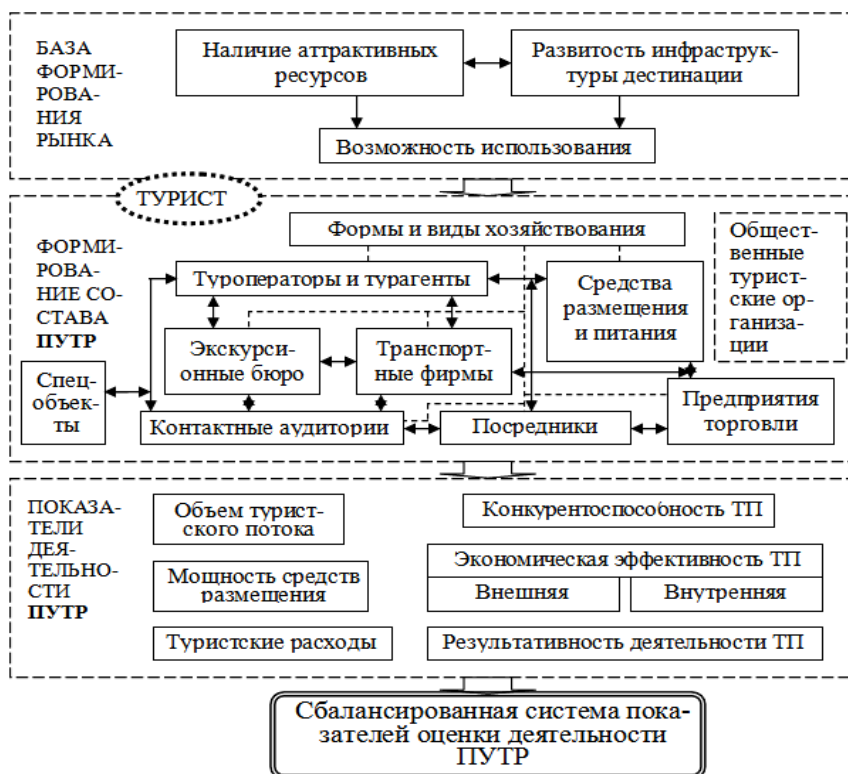 БАЗА
ФОРМИ-
РОВА-
НИЯ
РЫНКА
Наличие аттрактивных
ресурсов
Развитость инфраструк-
туры дестинации
Возможность использования
ТУРИСТ
ФОРМИ-
РОВА-
НИЕ СО-
СТАВА
ПУТР
Формы и виды хозяйствования
Общест-
венные
турист-
ские ор-
ганиза-
ции
Туроператоры и турагенты
Средства
размещения
и питания
Экскурси-
онные бюро
Транспорт-
ные фирмы
Спец-
объек-
ты
Контактные аудитории
Посредники
Предприятия
торговли
ПОКАЗА-
ТЕЛИ
ДЕЯ-
ТЕЛЬНО-
СТИ
ПУТР
Объем турист-
ского потока
Конкурентоспособность ТП
Мощность средств
размещения
Экономическая эффективность ТП
Внешняя
Внутренняя
Туристские расходы
Результативность деятельности ТП
Сбалансированная система пока-
зателей оценки деятельности
ПУТР